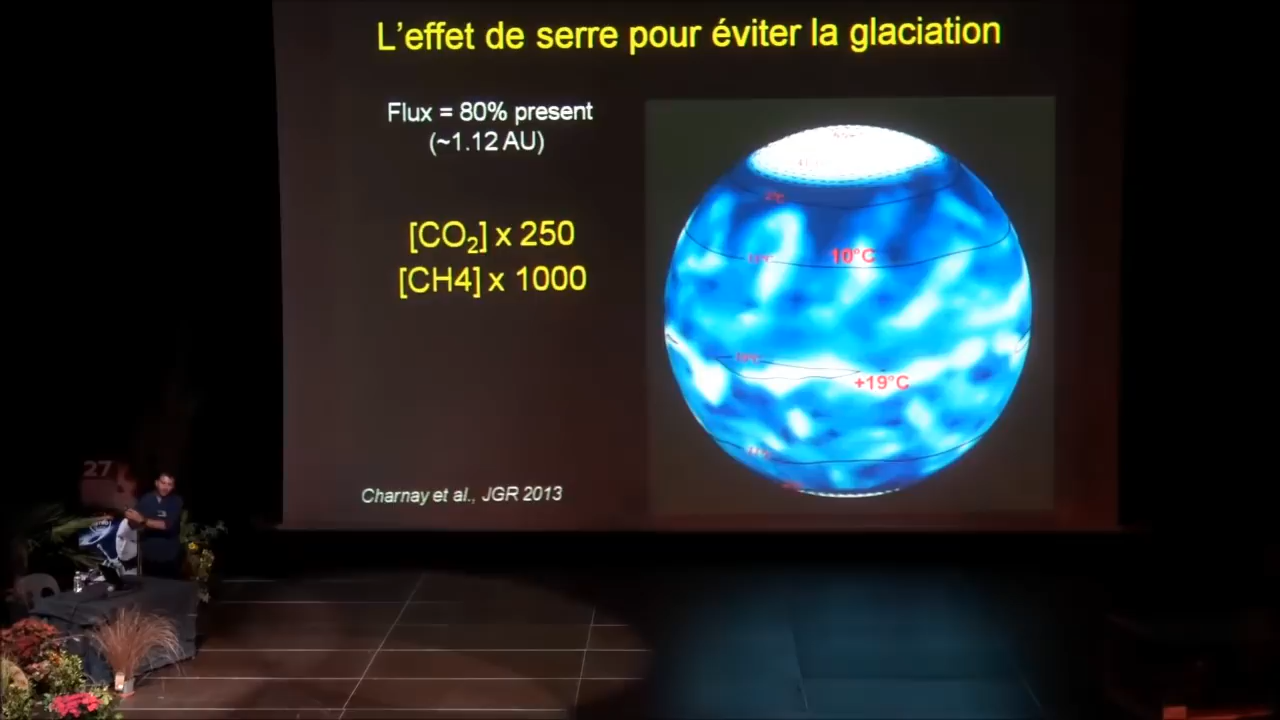 L'effet de serre pour éviter la glaciation
Flux = 80% present
(~1.12 AU)
[CO₂] x 250
[CH4] x 1000
10°C
+19°C
Charnay et al., JGR 2013
27